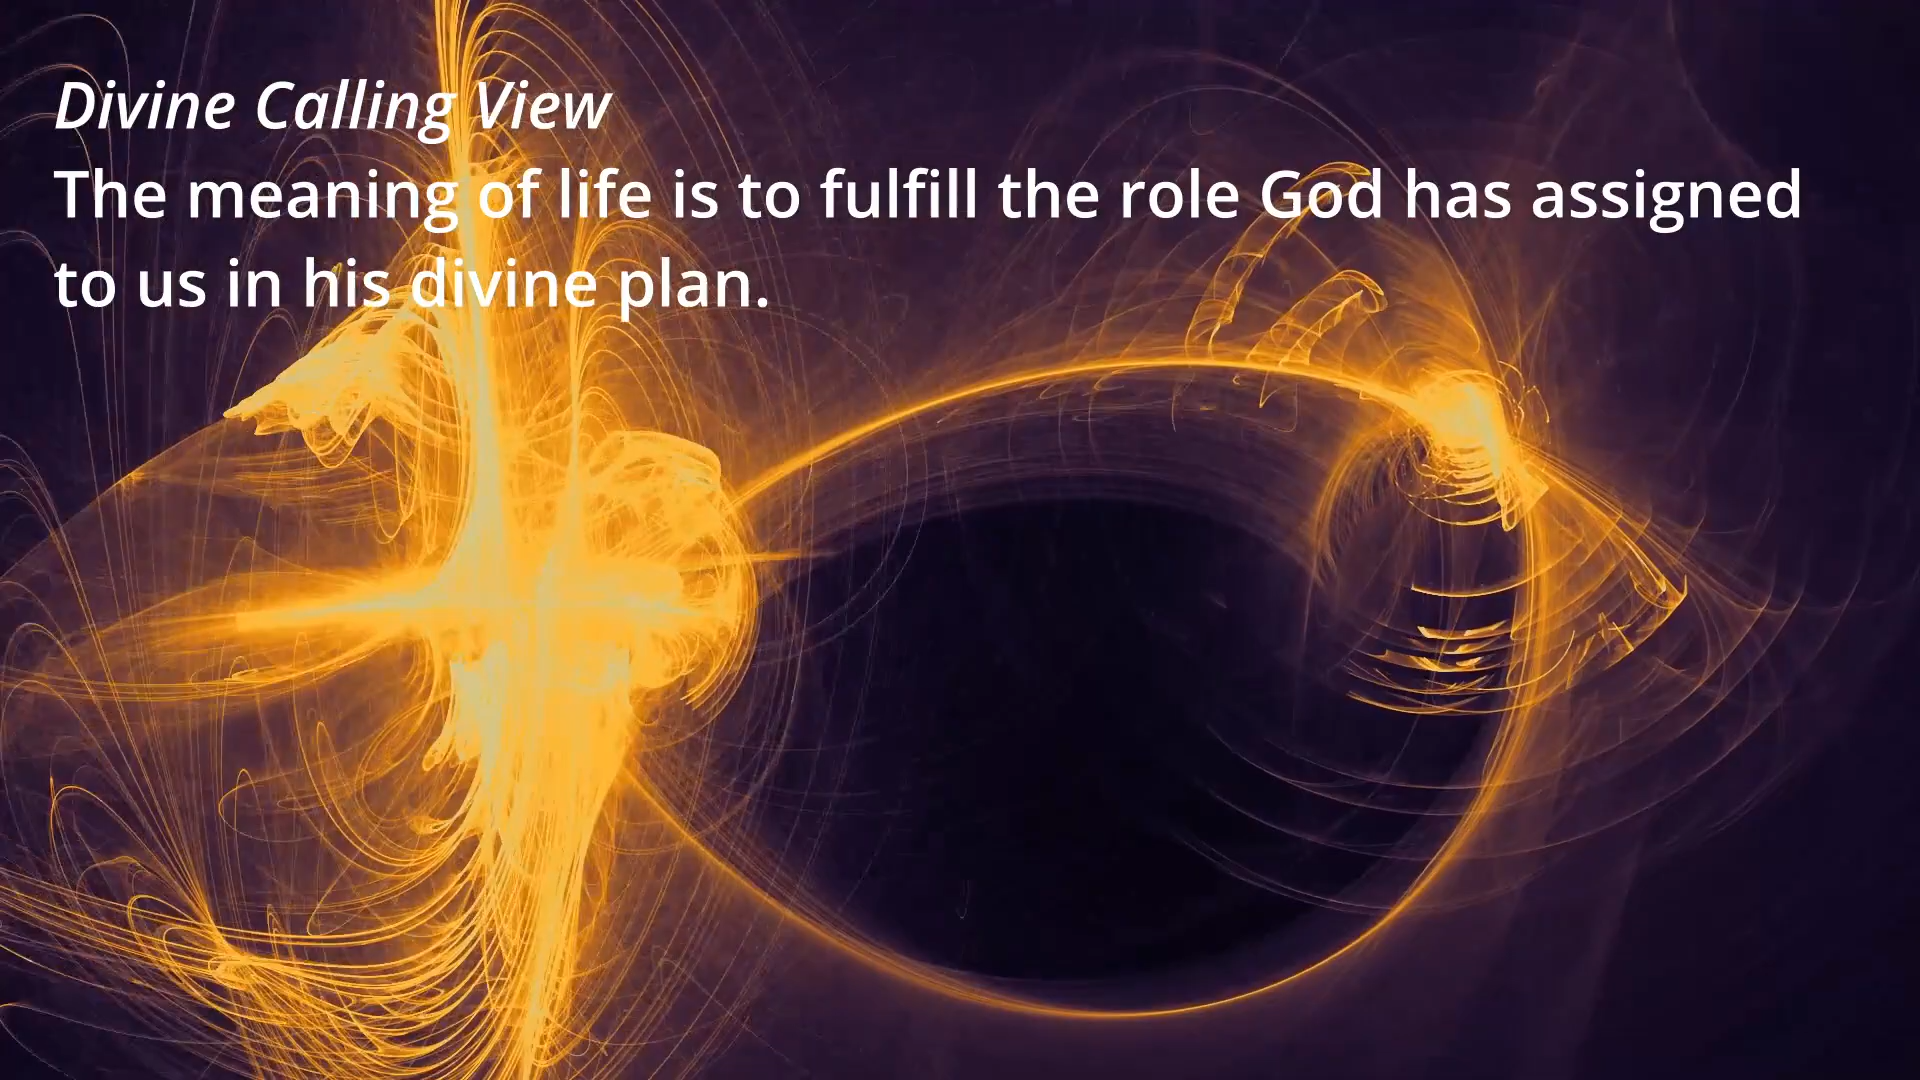 Divine Calling View
The meaning of life is to fulfill the role God has assigned
to us in his divine plan.